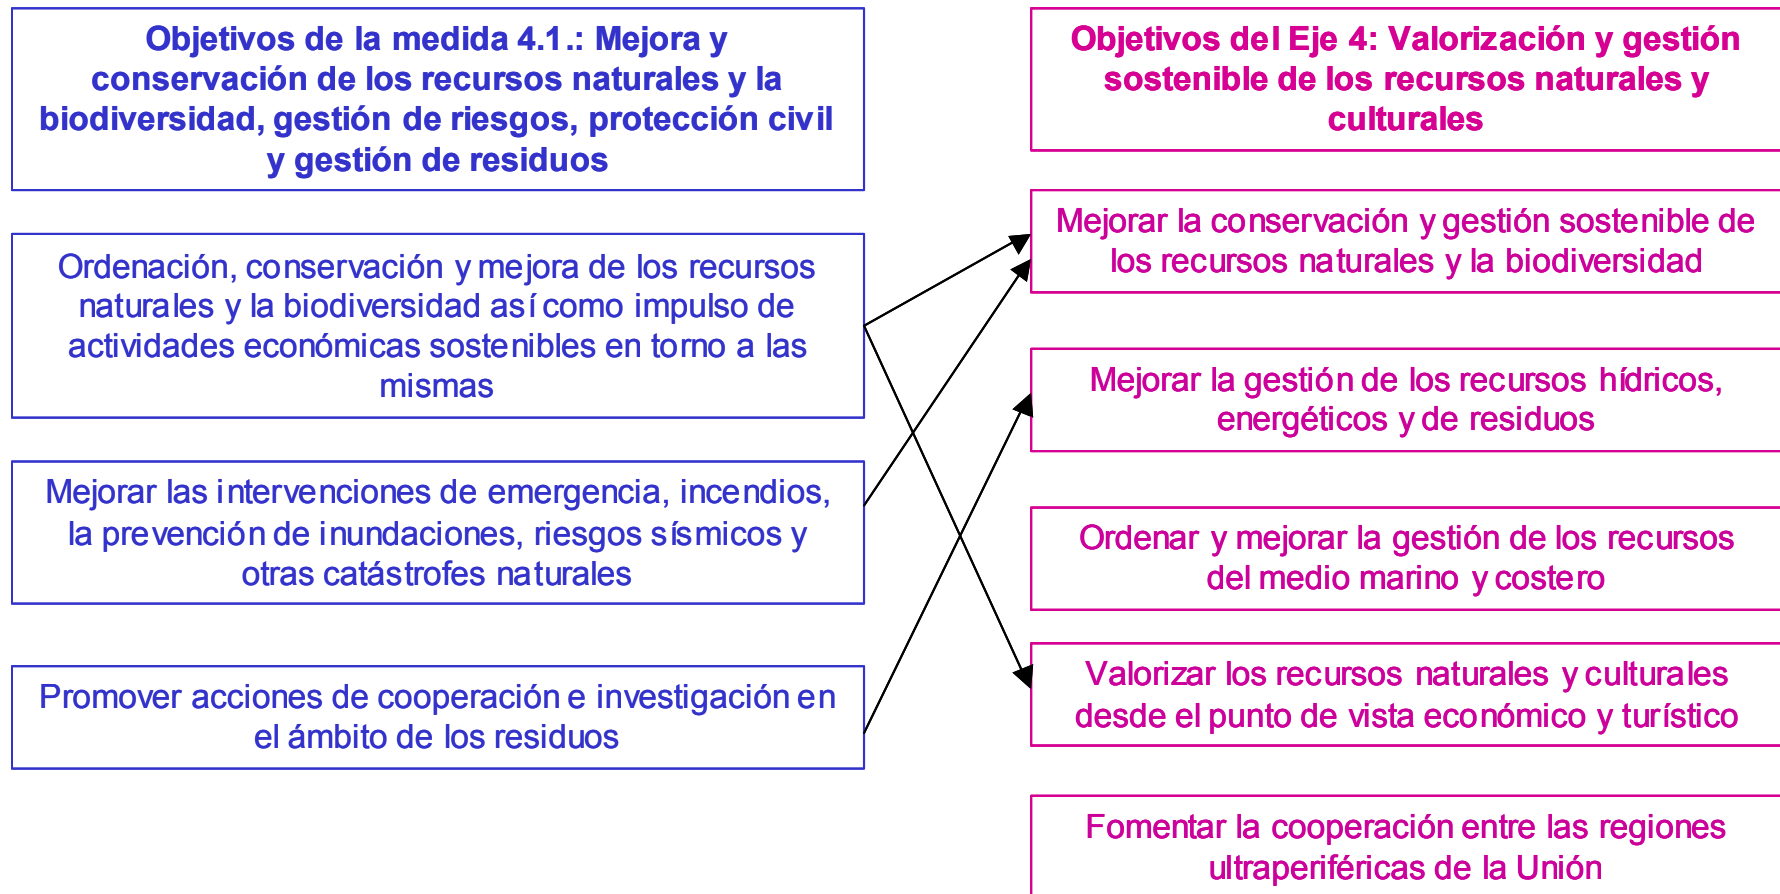 Objetivos de la medida 4.1.: Mejora y
conservación de los recursos naturales y la
biodiversidad, gestión de riesgos, protección civil
y gestión de residuos
Ordenación, conservación y mejora de los recursos
naturales y la biodiversidad así como impulso de
actividades económicas sostenibles en torno a las
mismas
Mejorar las intervenciones de emergencia, incendios,
la prevención de inundaciones, riesgos sísmicos y
otras catástrofes naturales
Promover acciones de cooperación e investigación en
el ámbito de los residuos
Objetivos del Eje 4: Valorización y gestión
sostenible de los recursos naturales y
culturales
Mejorar la conservación y gestión sostenible de
los recursos naturales y la biodiversidad
Mejorar la gestión de los recursos hídricos,
energéticos y de residuos
Ordenar y mejorar la gestión de los recursos
del medio marino y costero
Valorizar los recursos naturales y culturales
desde el punto de vista económico y turístico
Fomentar la cooperación entre las regiones
ultraperiféricas de la Unión